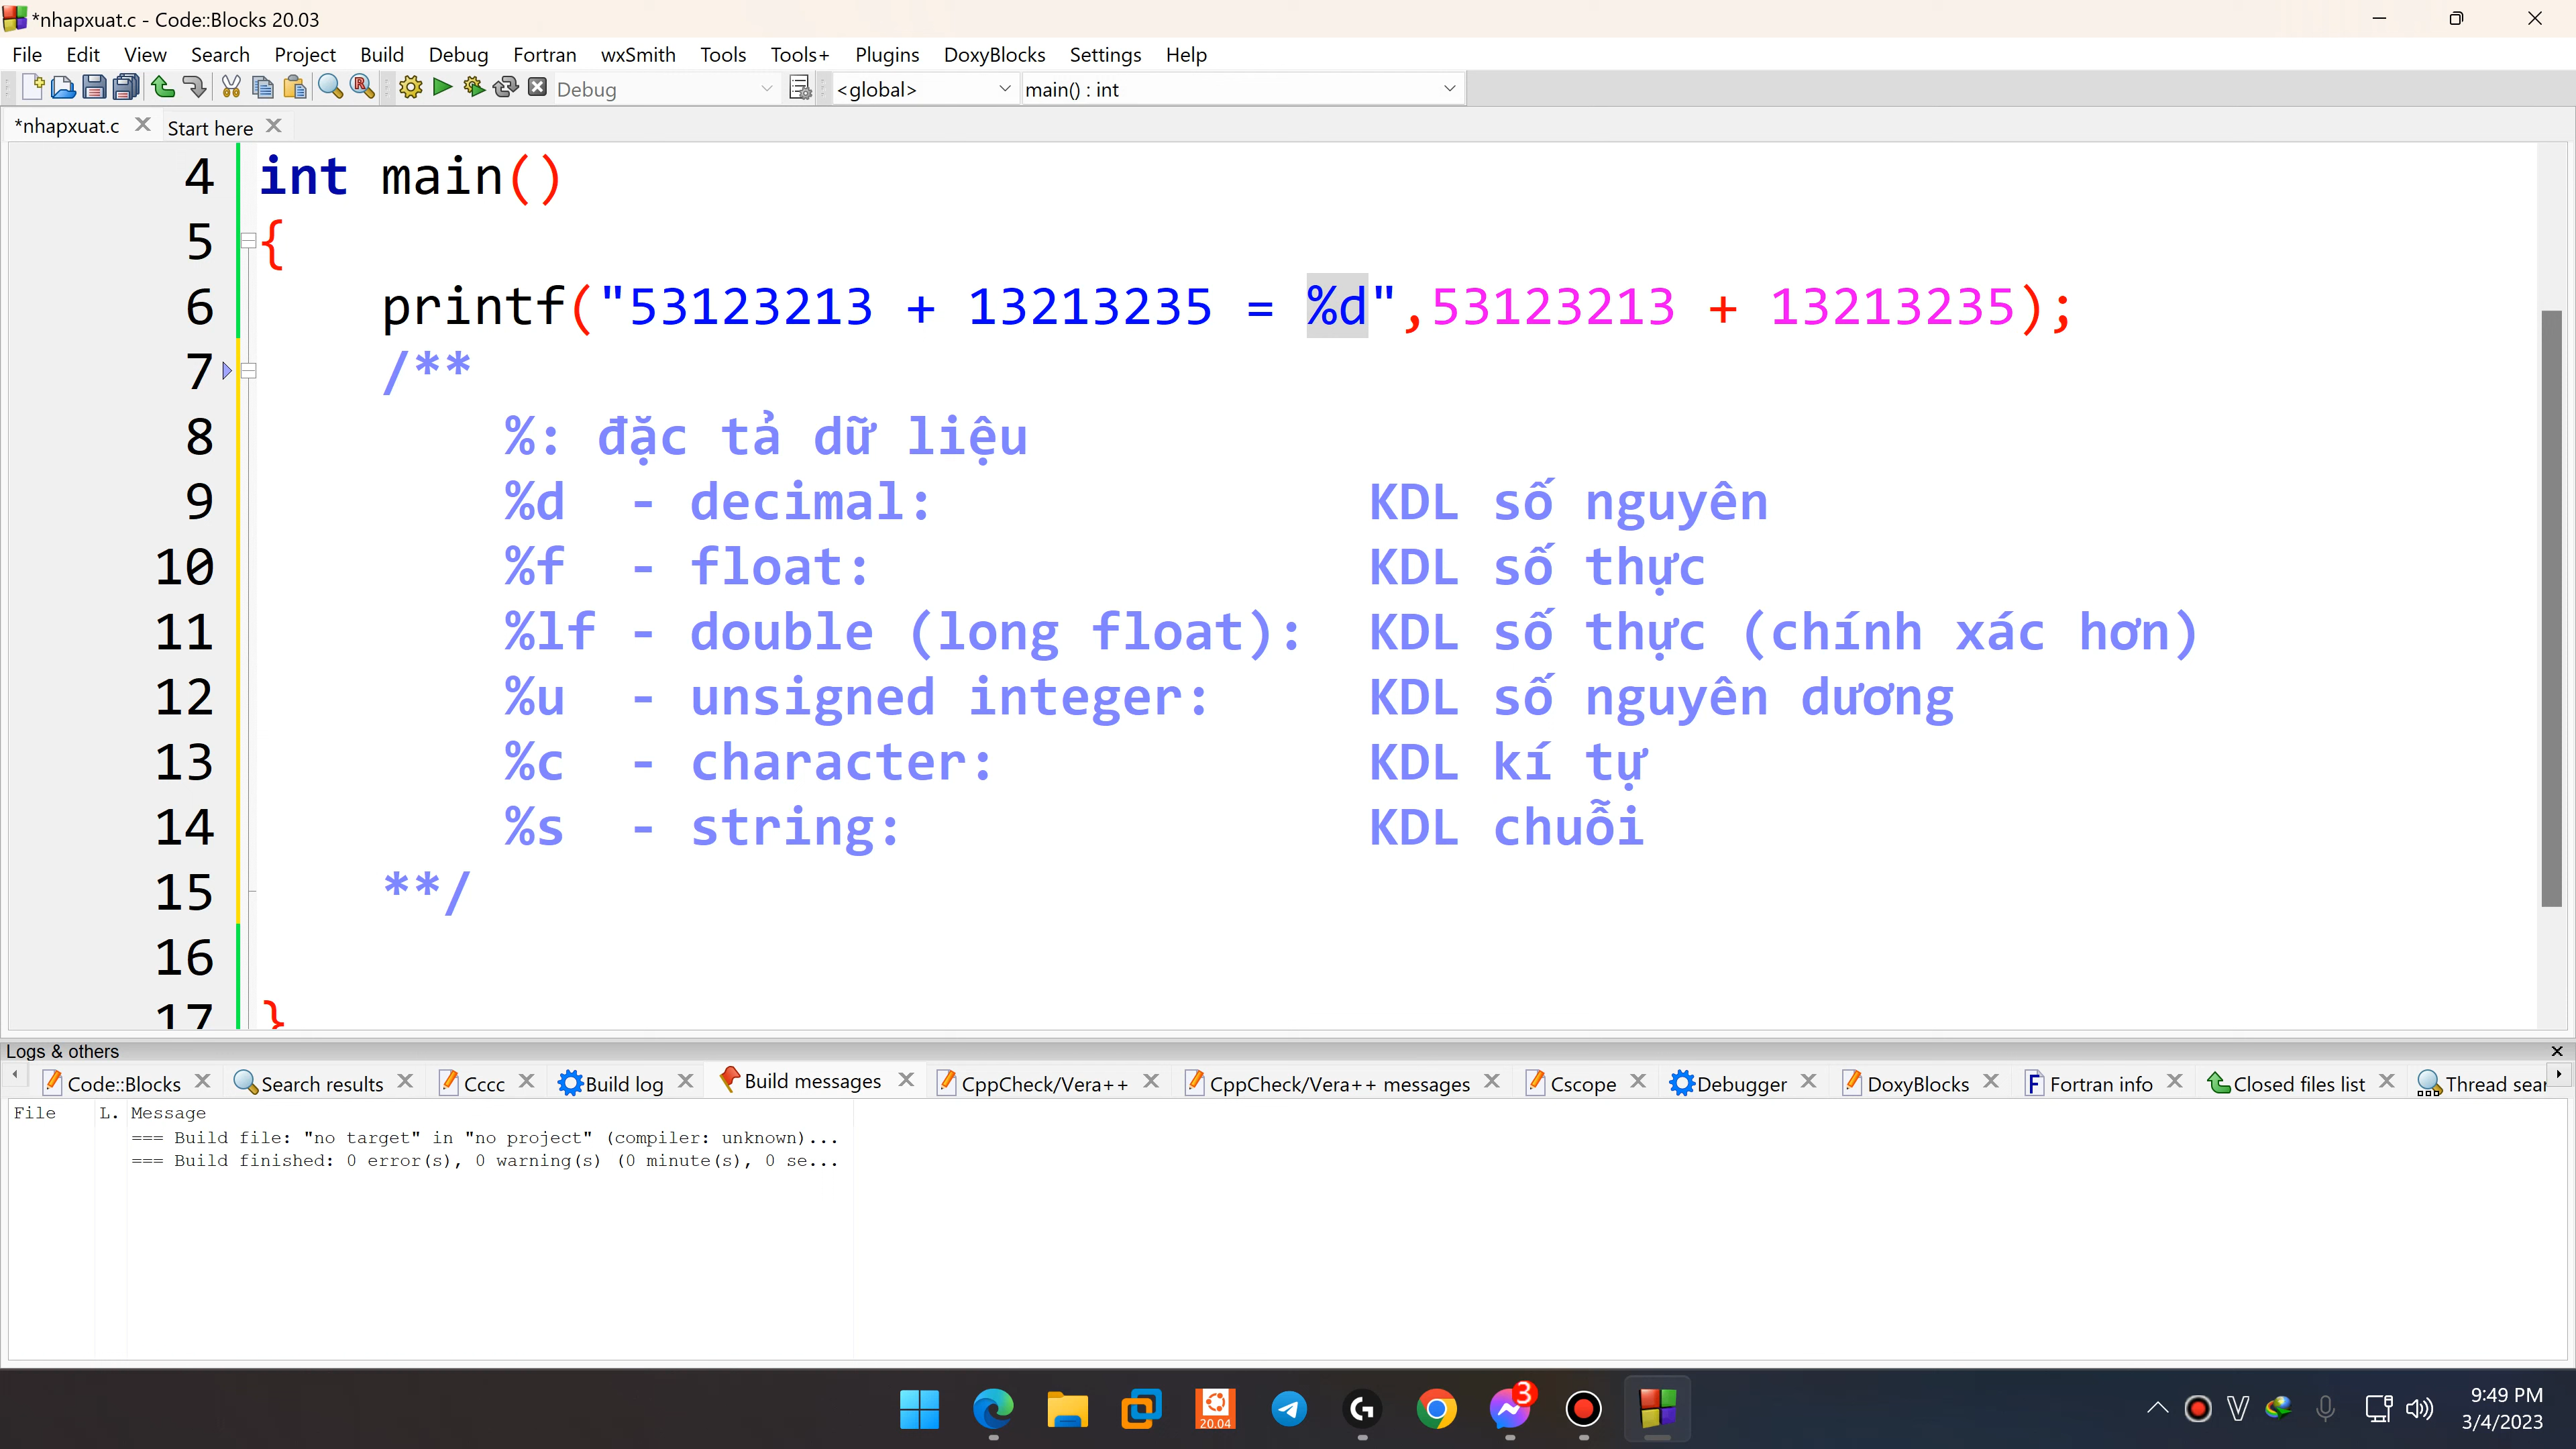 *nhapxuat.c - Code::Blocks 20.03
File Edit View Search Project Build Debug Fortran wxSmith Tools Tools+ Plugins DoxyBlocks Settings Help
Debug <global> main() : int
*nhapxuat.c Start here
4 int main()
5 {
6 printf("53123213 + 13213235 = %d",53123213 + 13213235);
7 /**
8 %: đặc tả dữ liệu
9 %d - decimal: KDL số nguyên
10 %f - float: KDL số thực
11 %lf - double (long float): KDL số thực (chính xác hơn)
12 %u - unsigned integer: KDL số nguyên dương
13 %c - character: KDL kí tự
14 %s - string: KDL chuỗi
15 **/
16
17 }
Logs & others
Code::Blocks Search results Cccc Build log Build messages CppCheck/Vera++ CppCheck/Vera++ messages Cscope Debugger DoxyBlocks Fortran info Closed files list Thread sear
File L. Message
=== Build file: "no target" in "no project" (compiler: unknown)...
=== Build finished: 0 error(s), 0 warning(s) (0 minute(s), 0 se...
20.04 3 9:49 PM
3/4/2023